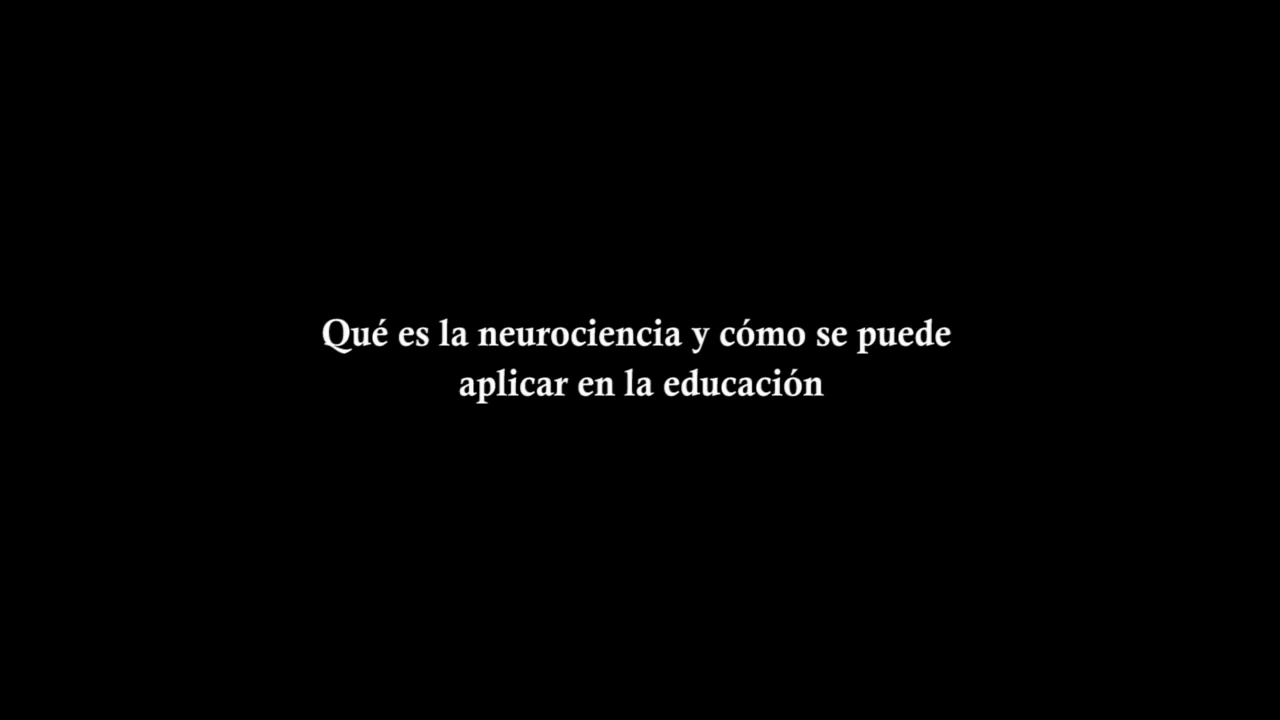 Qué es la neurociencia y cómo se puede
aplicar en la educación